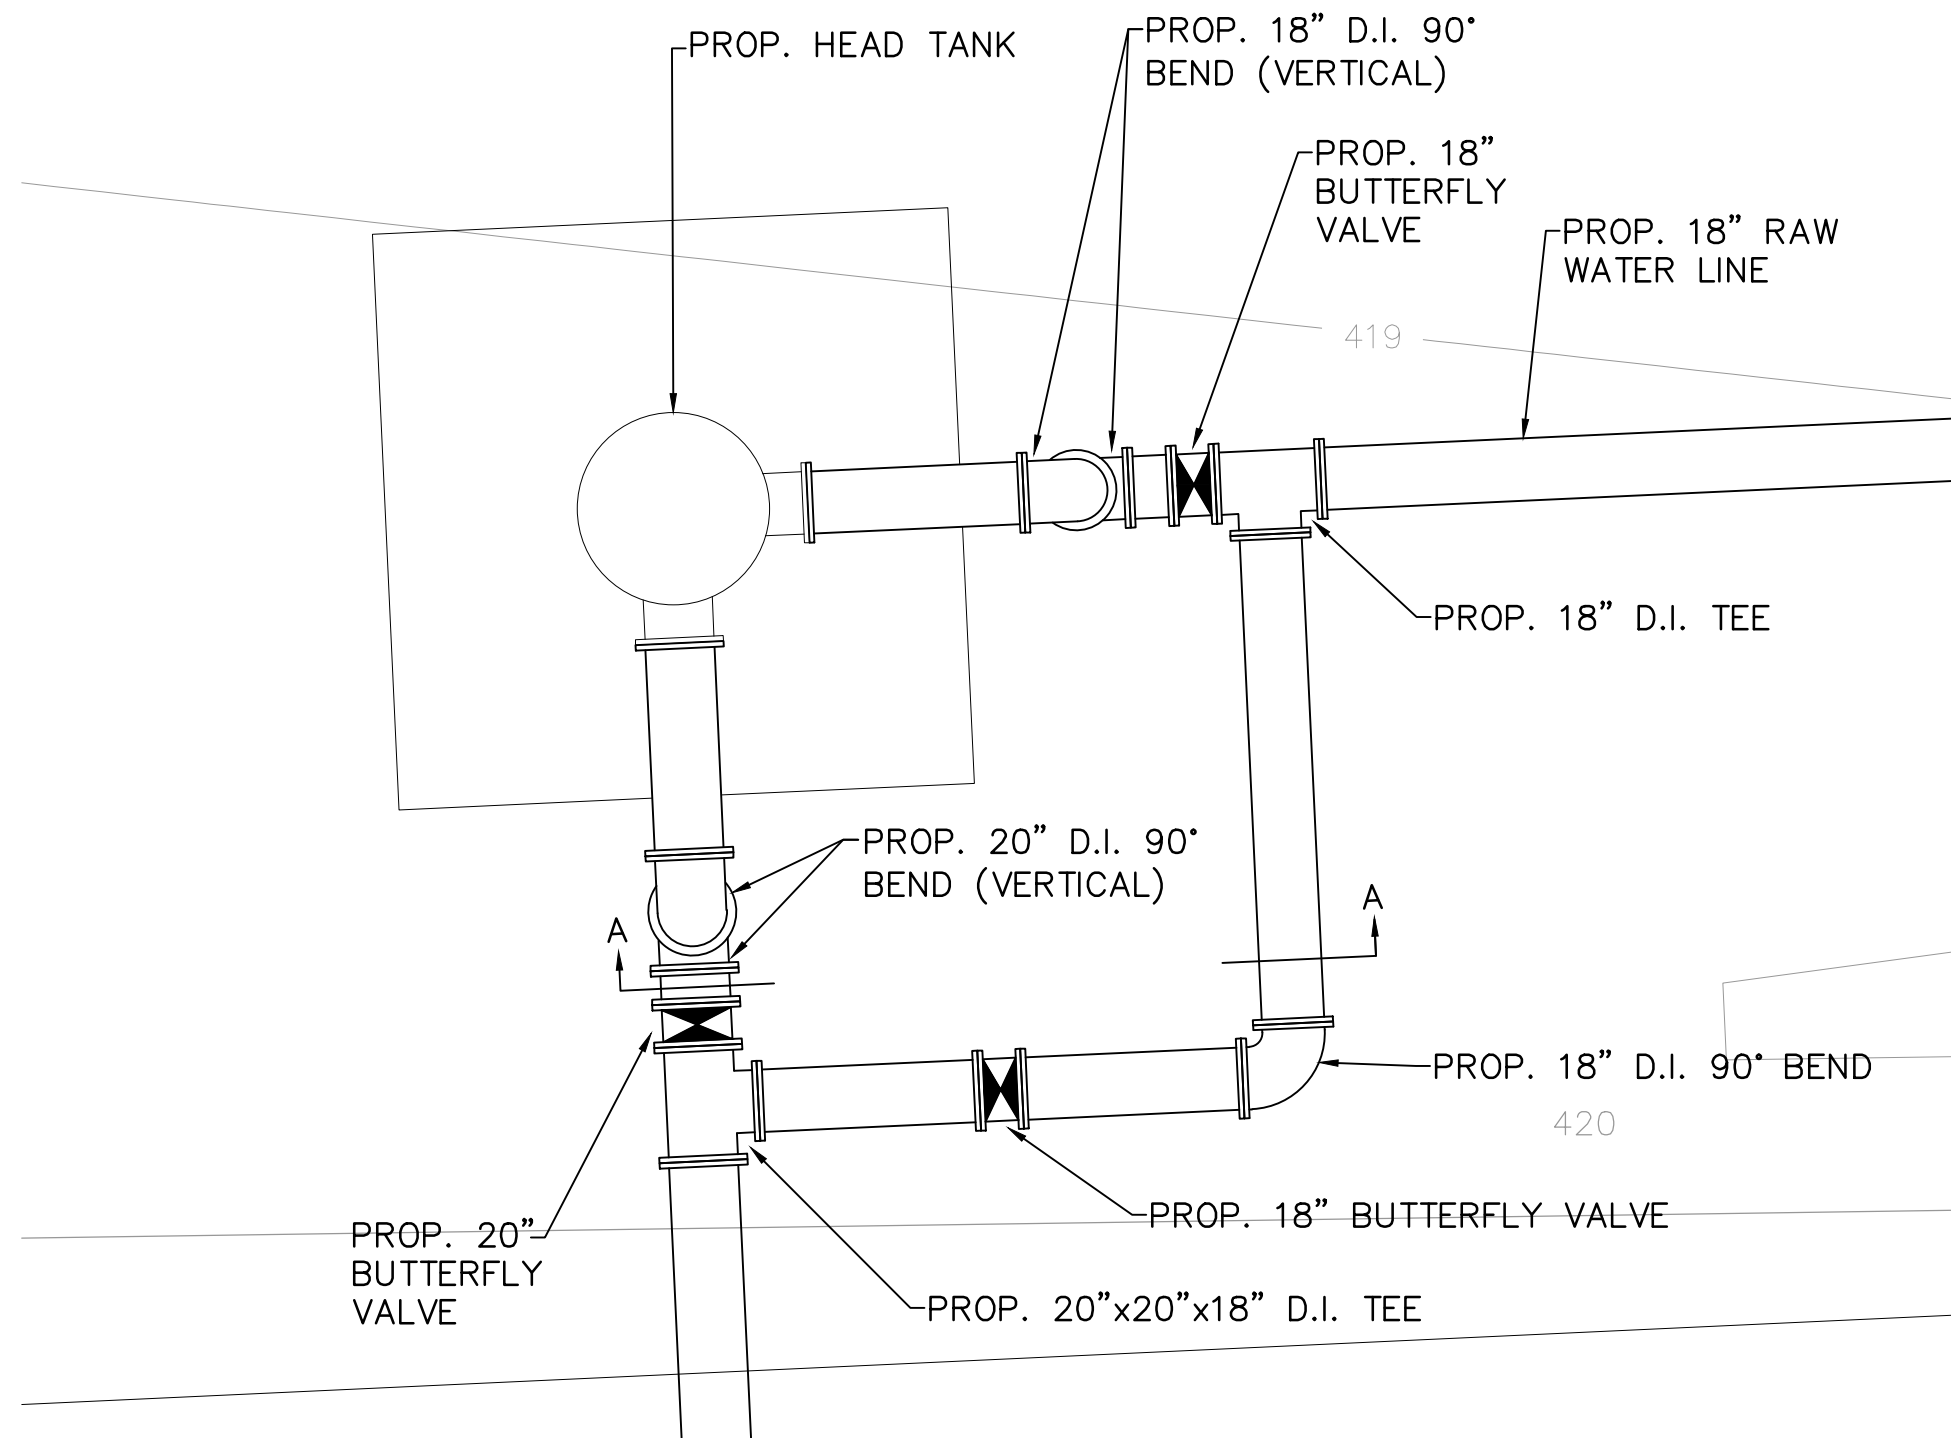 PROP. HEAD TANK
PROP. 18" D.I. 90°
BEND (VERTICAL)
PROP. 18"
BUTTERFLY
VALVE
PROP. 18" RAW
WATER LINE
419
PROP. 18" D.I. TEE
PROP. 20" D.I. 90°
BEND (VERTICAL)
A
A
PROP. 18" D.I. 90° BEND
420
PROP. 18" BUTTERFLY VALVE
PROP. 20"
BUTTERFLY
VALVE
PROP. 20"x20"x18" D.I. TEE